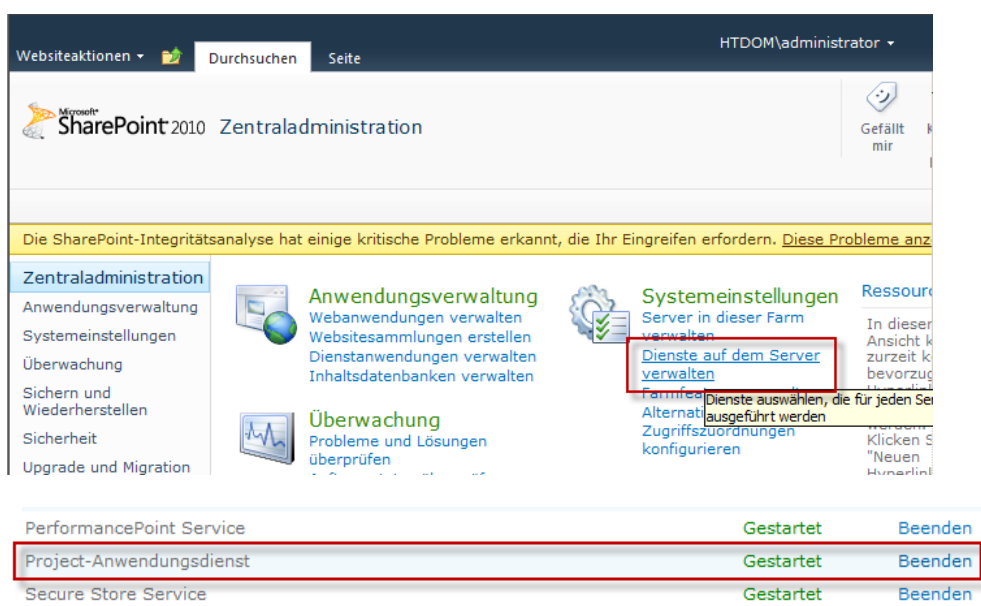 HTDOM\administrator
Websiteaktionen
Durchsuchen
Seite
Microsoft
SharePoint 2010
Zentraladministration
Gefällt
mir
Die SharePoint-Integritätsanalyse hat einige kritische Probleme erkannt, die Ihr Eingreifen erfordern. Diese Probleme
Zentraladministration
Anwendungsverwaltung
Systemeinstellungen
Überwachung
Sichern und
Wiederherstellen
Sicherheit
Upgrade und Migration
Anwendungsverwaltung
Webanwendungen verwalten
Websitesammlungen erstellen
Dienstanwendungen verwalten
Inhaltsdatenbanken verwalten
Überwachung
Probleme und Lösungen
überprüfen
Systemeinstellungen
Server in dieser Farm
verwalten
Dienste auf dem Server
verwalten
Dienste auswählen, die für jeden
ausgeführt werden
Zugriffszuordnungen
konfigurieren
In
Ansicht
zurzeit
Klicken
"Neuen
PerformancePoint Service Gestartet Beenden
Project-Anwendungsdienst Gestartet Beenden
Secure Store Service Gestartet Beenden